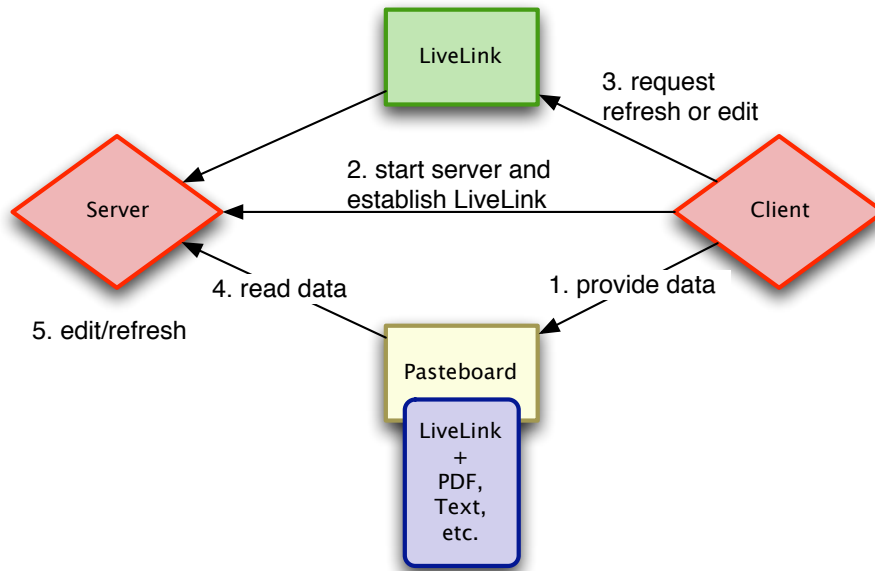 LiveLink
3. request
refresh or edit
2. start server and
establish LiveLink
Server
Client
4. read data
1. provide data
5. edit/refresh
Pasteboard
LiveLink
+
PDF,
Text,
etc.